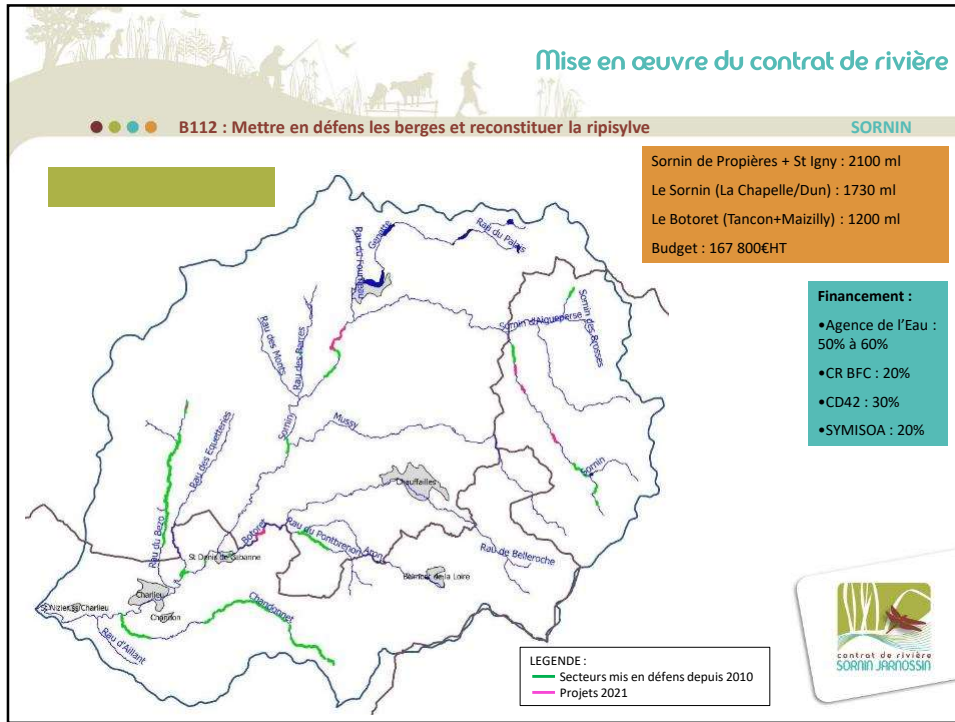 Mise en œuvre du contrat de rivière
B112 : Mettre en défens les berges et reconstituer la ripisylve
SORNIN
Sornin de Propières + St Igny : 2100 ml
Le Sornin (La Chapelle/Dun) : 1730 ml
Le Botoret (Tancon+Maizilly) : 1200 ml
Budget : 167 800€HT
Financement :
•Agence de l'Eau :
50% à 60%
•CR BFC : 20%
•CD42 : 30%
•SYMISOA : 20%
Genette
Rau du Palais
Rau des Monts
Rau des Barres
Sornin d'Aigueperse
Sornin des Brosses
Rau des Equetteries
Sornin
Mussy
Chauffailles
Sornin
Rau du Bezo
Botoret
Rau du Pontbrenon
Aron
Rau de Belleroche
St Denis de Cabanne
Belmont de la Loire
Charlieu
St Nizier ss/Charlieu
Chandon
Chandonnet
Rau d'Aillant
LEGENDE :
Secteurs mis en défens depuis 2010
Projets 2021
contrat de rivière
SORNIN JARNOSSIN